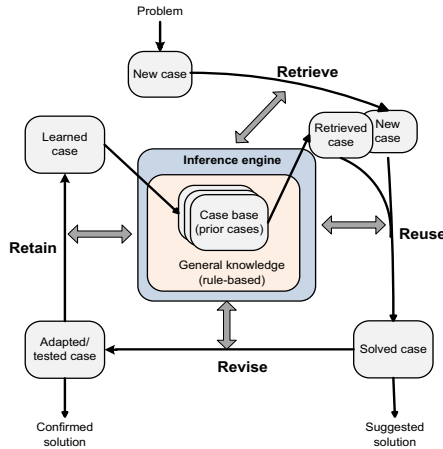 Problem
New case
Retrieve
Learned
case
Retrieved
case
New
case
Inference engine
Case base
(prior cases)
General knowledge
(rule-based)
Retain
Reuse
Adapted/
tested case
Revise
Solved case
Confirmed
solution
Suggested
solution